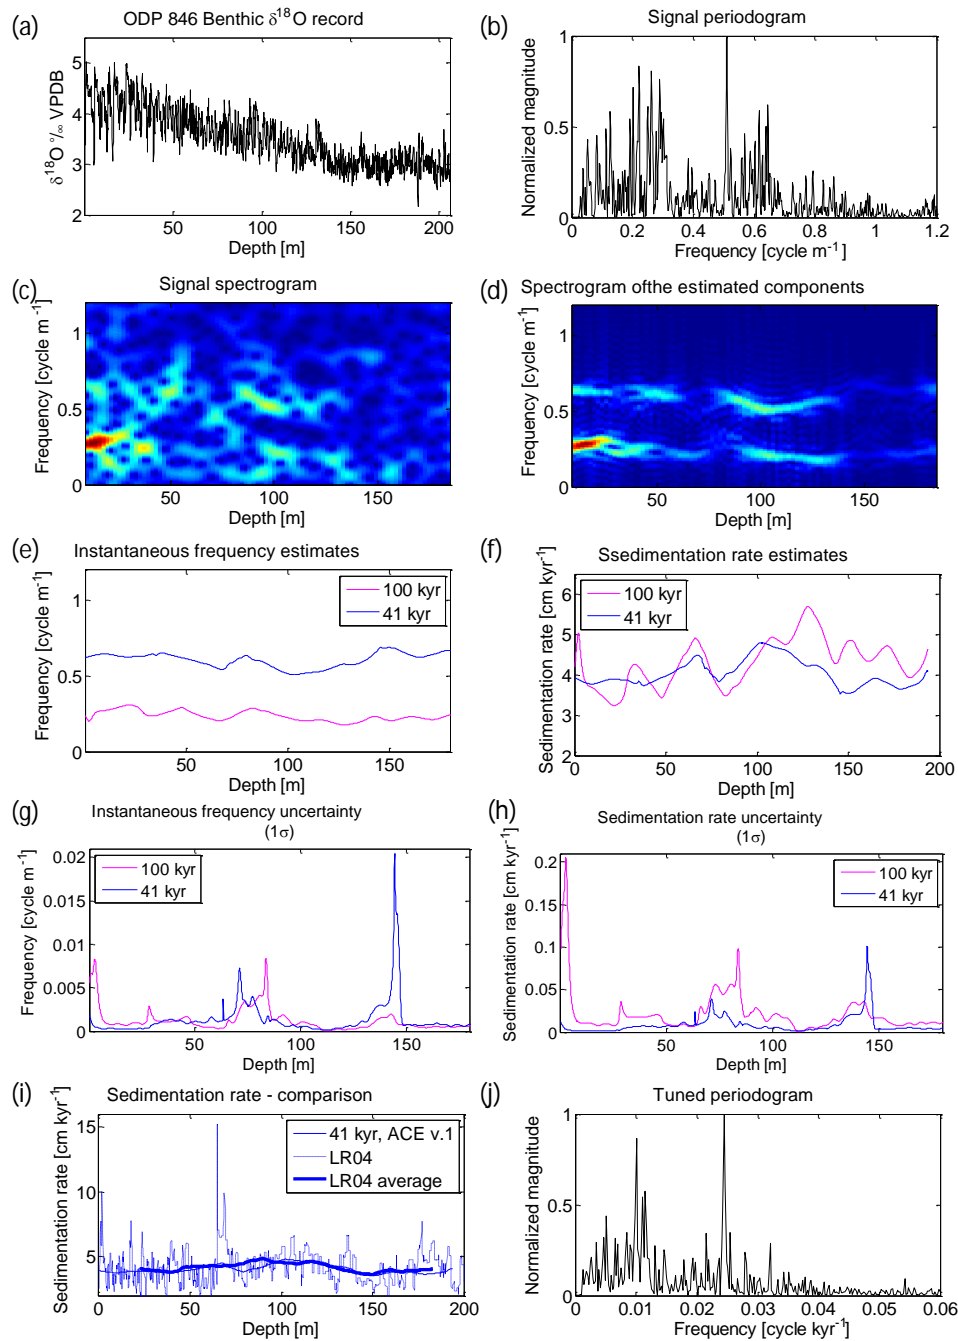 (a)
ODP 846 Benthic δ18O record
δ18O ‰ VPDB
5
4
3
2
50
100
150
200
Depth [m]
(b)
Signal periodogram
Normalized magnitude
1
0.5
0
0
0.2
0.4
0.6
0.8
1
1.2
Frequency [cycle m-1]
(c)
Signal spectrogram
Frequency [cycle m-1]
1
0.5
0
50
100
150
Depth [m]
(d)
Spectrogram ofthe estimated components
Frequency [cycle m-1]
1
0.5
0
50
100
150
Depth [m]
(e)
Instantaneous frequency estimates
Frequency [cycle m-1]
1
0.5
0
100 kyr
41 kyr
50
100
150
Depth [m]
(f)
Ssedimentation rate estimates
Sedimentation rate [cm kyr-1]
6
5
4
3
2
100 kyr
41 kyr
0
50
100
150
200
Depth [m]
(g)
Instantaneous frequency uncertainty
(1σ)
Frequency [cycle m-1]
0.02
0.015
0.01
0.005
0
100 kyr
41 kyr
50
100
150
Depth [m]
(h)
Sedimentation rate uncertainty
(1σ)
Sedimentation rate [cm kyr-1]
0.2
0.15
0.1
0.05
0
100 kyr
41 kyr
50
100
150
Depth [m]
(i)
Sedimentation rate - comparison
Sedimentation rate [cm kyr-1]
15
10
5
41 kyr, ACE v.1
LR04
LR04 average
0
50
100
150
200
Depth [m]
(j)
Tuned periodogram
Normalized magnitude
1
0.5
0
0
0.01
0.02
0.03
0.04
0.05
0.06
Frequency [cycle kyr-1]